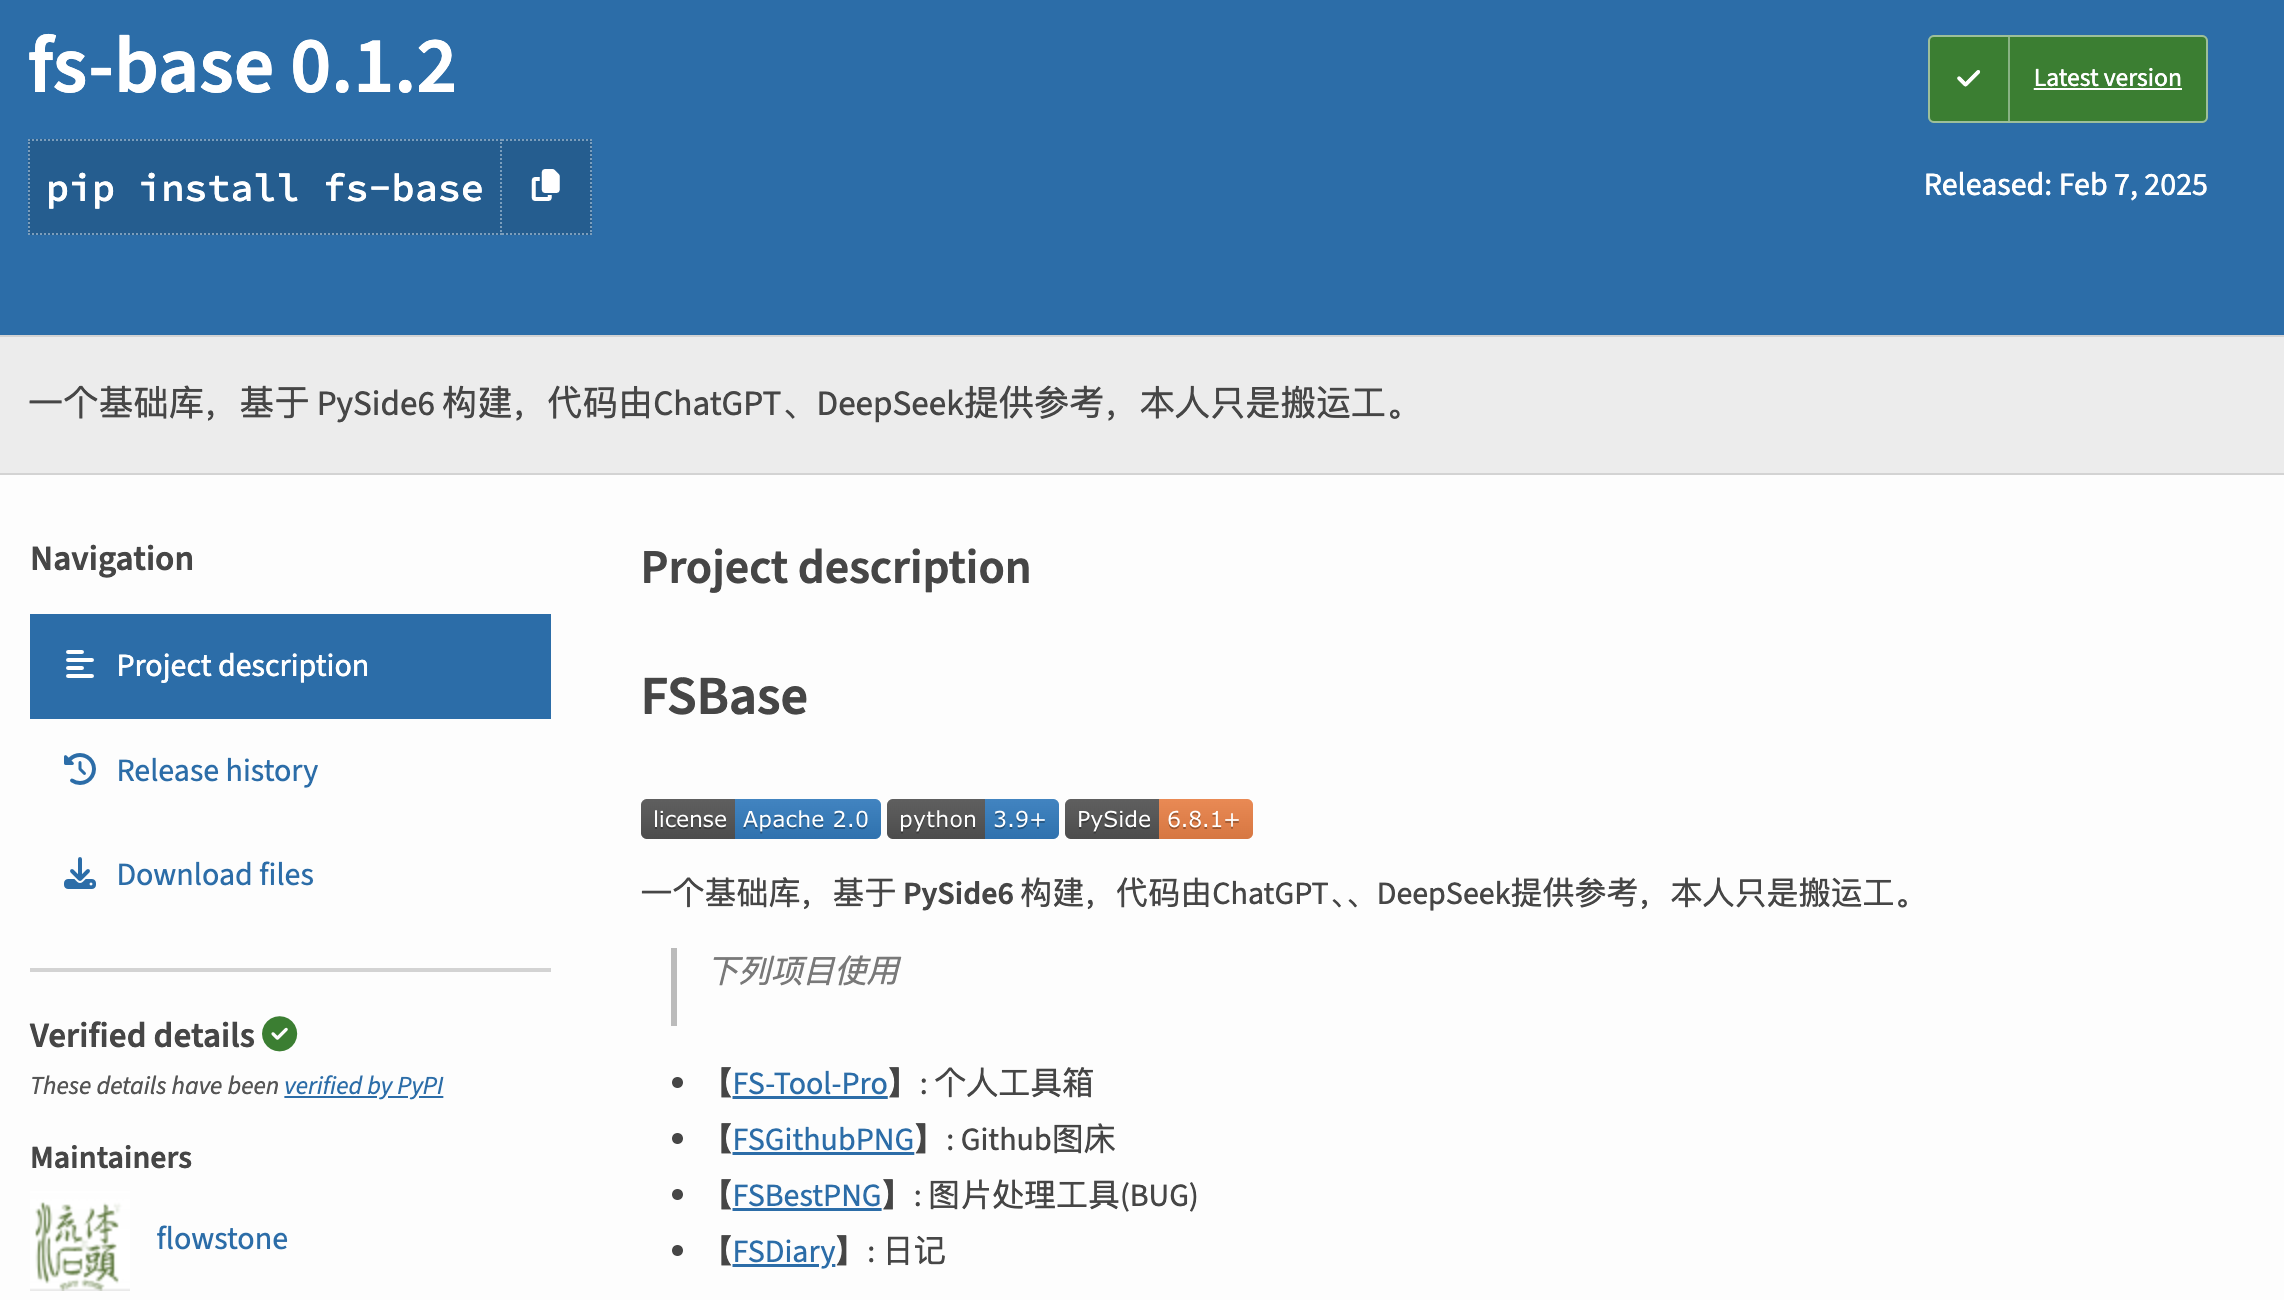 fs-base 0.1.2
Latest version
pip install fs-base
Released: Feb 7, 2025
一个基础库，基于 PySide6 构建，代码由ChatGPT、DeepSeek提供参考，本人只是搬运工。
Navigation
Project description
Release history
Download files
Verified details
These details have been verified by PyPI
Maintainers
流体石頭
flowstone
Project description
FSBase
license Apache 2.0 python 3.9+ PySide 6.8.1+
一个基础库，基于 PySide6 构建，代码由ChatGPT、、DeepSeek提供参考，本人只是搬运工。
下列项目使用
【FS-Tool-Pro】: 个人工具箱
【FSGithubPNG】: Github图床
【FSBestPNG】: 图片处理工具(BUG)
【FSDiary】: 日记